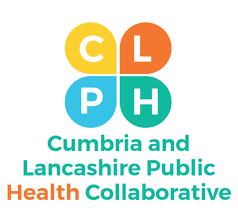 C L
P H
Cumbria and
Lancashire Public
Health Collaborative